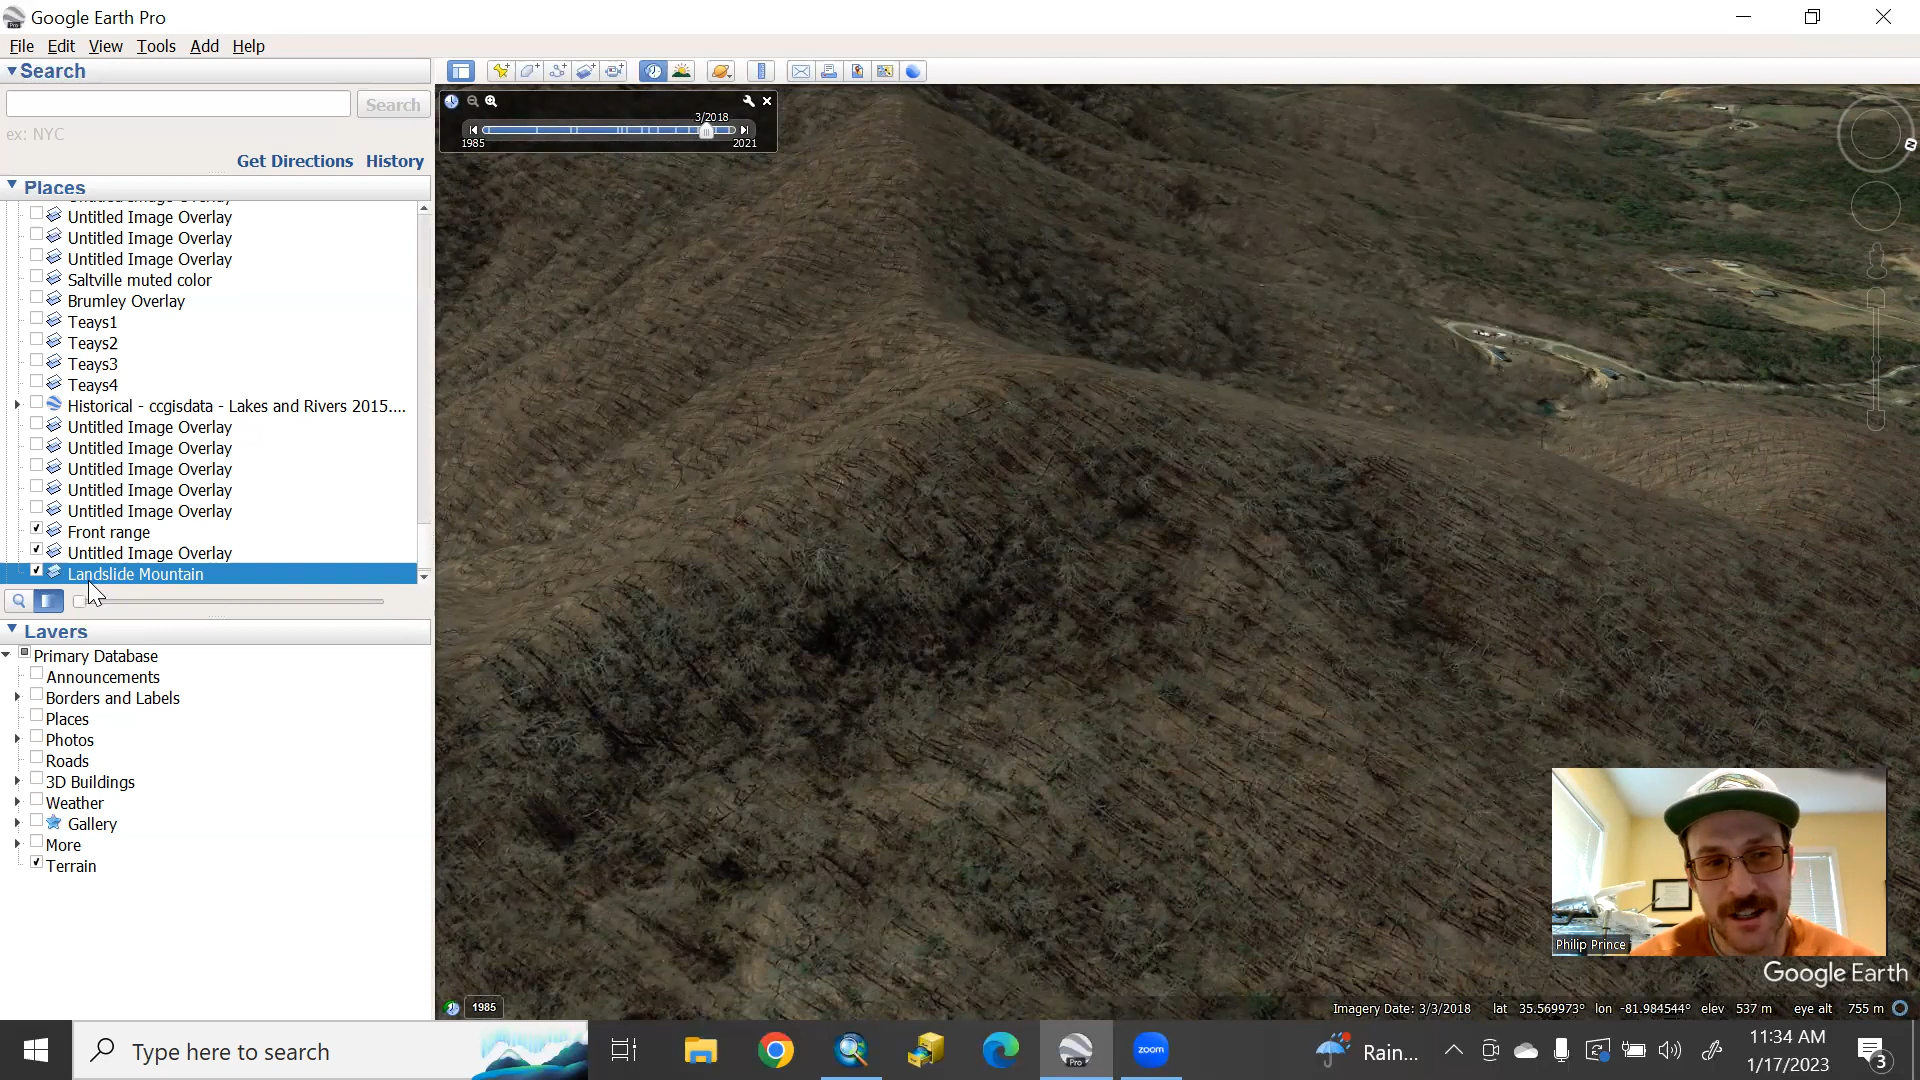 Google Earth Pro
File Edit View Tools Add Help
Search
Search
ex: NYC
Get Directions History
Places
Untitled Image Overlay
Untitled Image Overlay
Untitled Image Overlay
Saltville muted color
Brumley Overlay
Teays1
Teays2
Teays3
Teays4
Historical - ccgisdata - Lakes and Rivers 2015....
Untitled Image Overlay
Untitled Image Overlay
Untitled Image Overlay
Untitled Image Overlay
Untitled Image Overlay
Front range
Untitled Image Overlay
Landslide Mountain
Layers
Primary Database
Announcements
Borders and Labels
Places
Photos
Roads
3D Buildings
Weather
Gallery
More
Terrain
3/2018
1985 2021
N
Philip Prince
Google Earth
1985
Imagery Date: 3/3/2018 lat 35.569973° lon -81.984544° elev 537 m eye alt 755 m
Type here to search
Pro
zoom
Rain...
11:34 AM
1/17/2023
3